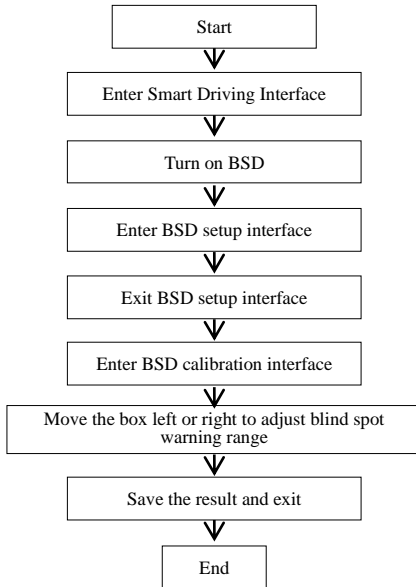 Start
Enter Smart Driving Interface
Turn on BSD
Enter BSD setup interface
Exit BSD setup interface
Enter BSD calibration interface
Move the box left or right to adjust blind spot
warning range
Save the result and exit
End